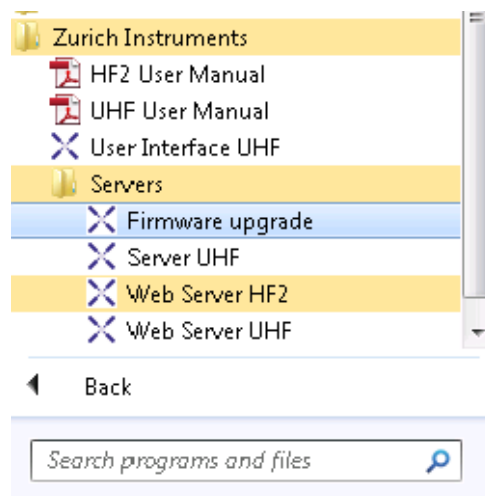 Zurich Instruments
HF2 User Manual
UHF User Manual
User Interface UHF
Servers
Firmware upgrade
Server UHF
Web Server HF2
Web Server UHF
Back
Search programs and files